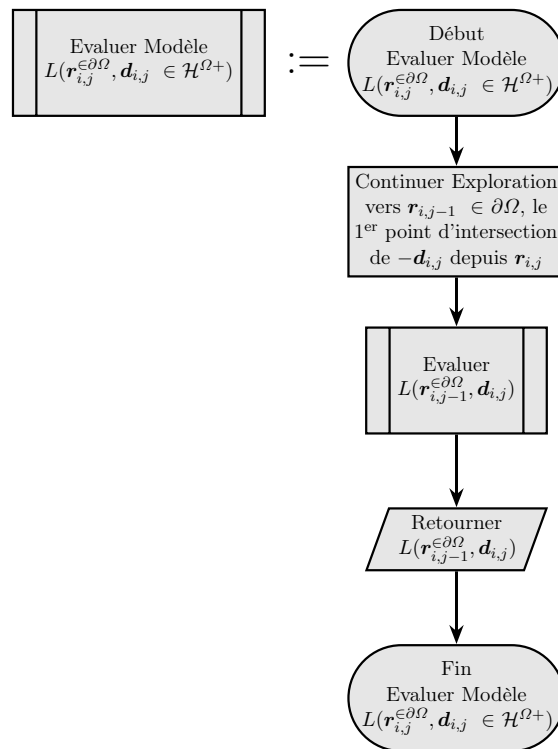 Evaluer Modèle
L(r_{i,j}^{∈∂Ω}, d_{i,j} ∈ ℋ^{Ω+})
:=
Début
Evaluer Modèle
L(r_{i,j}^{∈∂Ω}, d_{i,j} ∈ ℋ^{Ω+})
Continuer Exploration
vers r_{i,j−1} ∈ ∂Ω, le
1^{er} point d'intersection
de −d_{i,j} depuis r_{i,j}
Evaluer
L(r_{i,j−1}^{∈∂Ω}, d_{i,j})
Retourner
L(r_{i,j−1}^{∈∂Ω}, d_{i,j})
Fin
Evaluer Modèle
L(r_{i,j}^{∈∂Ω}, d_{i,j} ∈ ℋ^{Ω+})